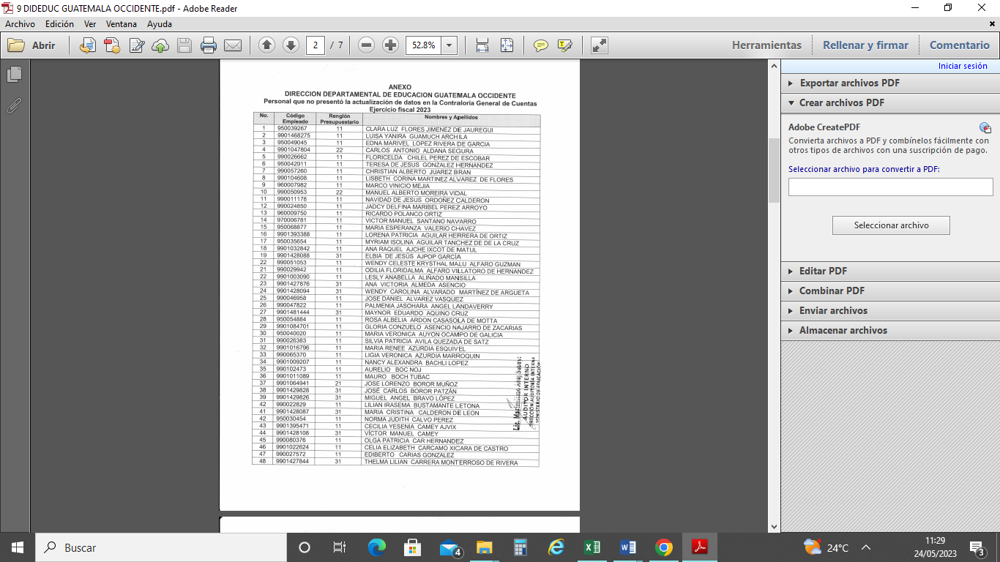 9 DIDEDUC GUATEMALA OCCIDENTE.pdf - Adobe Reader
Archivo Edición Ver Ventana Ayuda
Abrir 2 / 7 52.8% Herramientas Rellenar y firmar Comentario
Iniciar sesión
Exportar archivos PDF
Crear archivos PDF
Adobe CreatePDF
Convierta archivos a PDF y combínelos fácilmente con
otros tipos de archivos con una suscripción de pago.
Seleccionar archivo para convertir a PDF:
Seleccionar archivo
Editar PDF
Combinar PDF
Enviar archivos
Almacenar archivos
ANEXO
DIRECCION DEPARTAMENTAL DE EDUCACION GUATEMALA OCCIDENTE
Personal que no presentó la actualización de datos en la Contraloría General de Cuentas
Ejercicio fiscal 2023
No. Código Empleado Renglón Presupuestario Nombres y Apellidos
1 950039267 11 CLARA LUZ FLORES JIMENEZ DE JAUREGUI
2 9901468275 11 LUISA YANIRA GUAMUCH ARCHILA
3 950049045 11 EDNA MARIVEL LOPEZ RIVERA DE GARCIA
4 9901047804 22 CARLOS ANTONIO ALDANA SEGURA
5 990026662 11 FLORICELDA CHILEL PEREZ DE ESCOBAR
6 950042911 11 TERESA DE JESUS GONZALEZ HERNANDEZ
7 990057260 11 CHRISTIAN ALBERTO JUAREZ BRAN
8 990104608 11 LISBETH CORINA MARTINEZ ALVAREZ DE FLORES
9 960007982 11 MARCO VINICIO MEJIA
10 990050953 22 MANUEL ALBERTO MOREIRA VIDAL
11 990011178 11 NAVIDAD DE JESUS ORDOÑEZ CALDERON
12 990024850 11 JADCY DELFINA MARIBEL PEREZ ARROYO
13 960009750 11 RICARDO POLANCO ORTIZ
14 970006781 11 VICTOR MANUEL SANTANO NAVARRO
15 950068877 11 MARIA ESPERANZA VALERIO CHAVEZ
16 9901393388 11 LORENA PATRICIA AGUILAR HERRERA DE ORTIZ
17 950035654 11 MYRIAM ISOLINA AGUILAR TANCHEZ DE DE LA CRUZ
18 9901032842 11 ANA RAQUEL AJCHE IXCOT DE MATUL
19 9901428088 31 ELBIA DE JESÚS AJPOP GARCÍA
22 990051053 11 WENDY CELESTE KRYSTHAL MALU ALFARO GUZMAN
21 990029942 11 ODILIA FLORIDALMA ALFARO VILLATORO DE HERNANDEZ
22 9901003090 11 LESLY ANABELLA ALIÑADO MANSILLA
23 9901427876 31 ANA VICTORIA ALMEDA ASENCIO
24 9901428094 31 WENDY CAROLINA ALVARADO MARTÍNEZ DE ARGUETA
25 990046958 11 JOSE DANIEL ALVAREZ VASQUEZ
26 990047822 11 PALMENIA JASOHARA ANGEL LANDAVERRY
27 9901481444 31 MAYNOR EDUARDO AQUINO CRUZ
28 950054884 11 ROSA ALBELIA ARDON CASASOLA DE MOTTA
29 9901084701 11 GLORIA CONZUELO ASENCIO NAJARRO DE ZACARIAS
30 950040020 11 MARIA VERONICA AUYON OCAMPO DE GALICIA
31 990026383 11 SILVIA PATRICIA AVILA QUEZADA DE SATZ
32 9901016796 11 MARIA RENEE AZURDIA ESQUIVEL
33 990065370 11 LIGIA VERONICA AZURDIA MARROQUIN
34 9901009207 11 NANCY ALEXANDRA BACHLI LOPEZ
35 990102473 11 AURELIO BOC NOJ
36 9901011089 11 MAURO BOCH TUBAC
37 9901064941 21 JOSE LORENZO BOROR MUÑOZ
38 9901429828 31 JOSÉ CARLOS BOROR PATZÁN
39 9901429826 31 MIGUEL ANGEL BRAVO LÓPEZ
42 990022829 11 LILIAN IRASEMA BUSTAMANTE LETONA
41 9901428087 31 MARIA CRISTINA CALDERON DE LEON
42 950030454 11 NORMA JUDITH CALVO PEREZ
43 9901395471 11 CECILIA YESENIA CAMEY AJVIX
44 9901428108 31 VÍCTOR MANUEL CAMEY
45 990080376 11 OLGA PATRICIA CAR HERNANDEZ
46 9901022624 11 CELIA ELIZABETH CARCAMO XICARA DE CASTRO
47 990027572 11 EDIBERTO CARIAS GONZALEZ
48 9901427844 31 THELMA LILIAN CARRERA MONTERROSO DE RIVERA
AUDITOR INTERNO
DIRECCIÓN AUDITORÍA INTERNA
MINISTERIO DE EDUCACIÓN
Buscar 4 24°C 11:29
24/05/2023 3